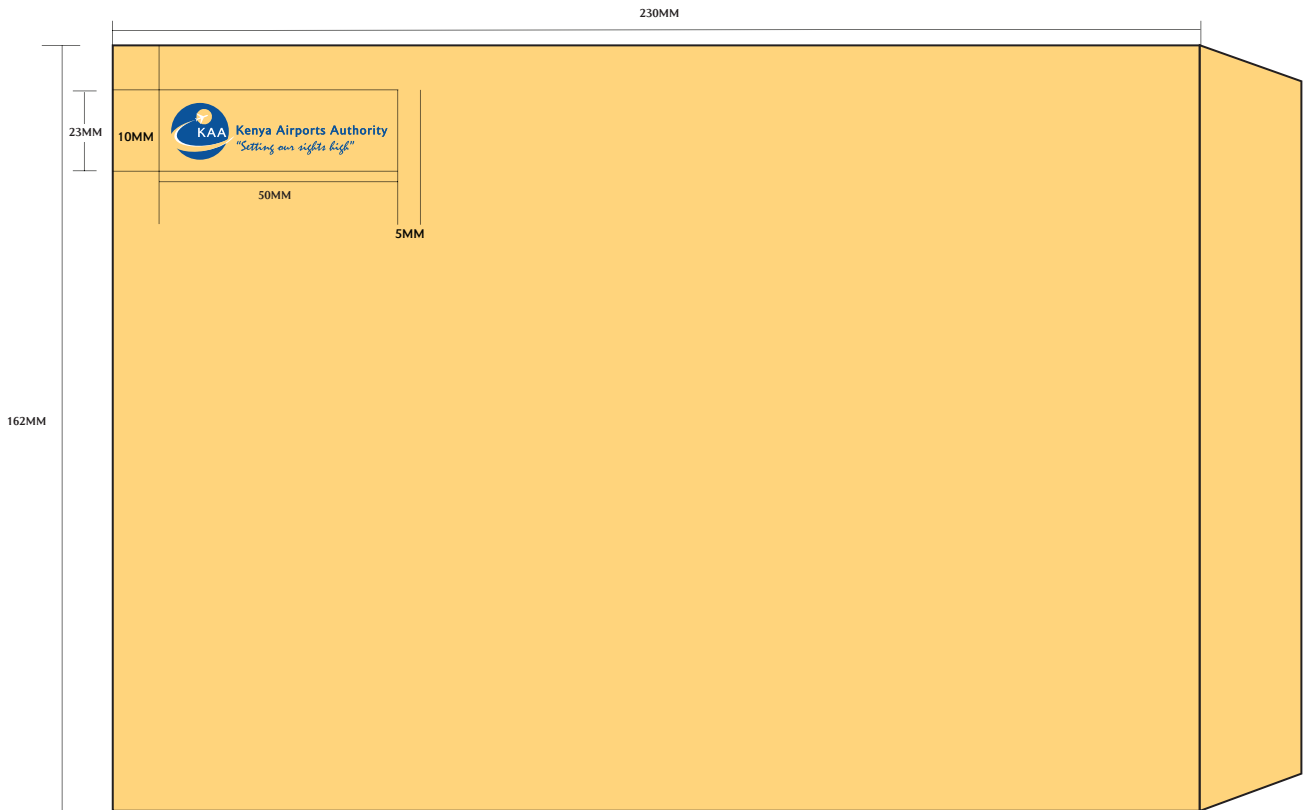 230MM
23MM
10MM
KAA
Kenya Airports Authority
"Setting our sights high"
50MM
5MM
162MM